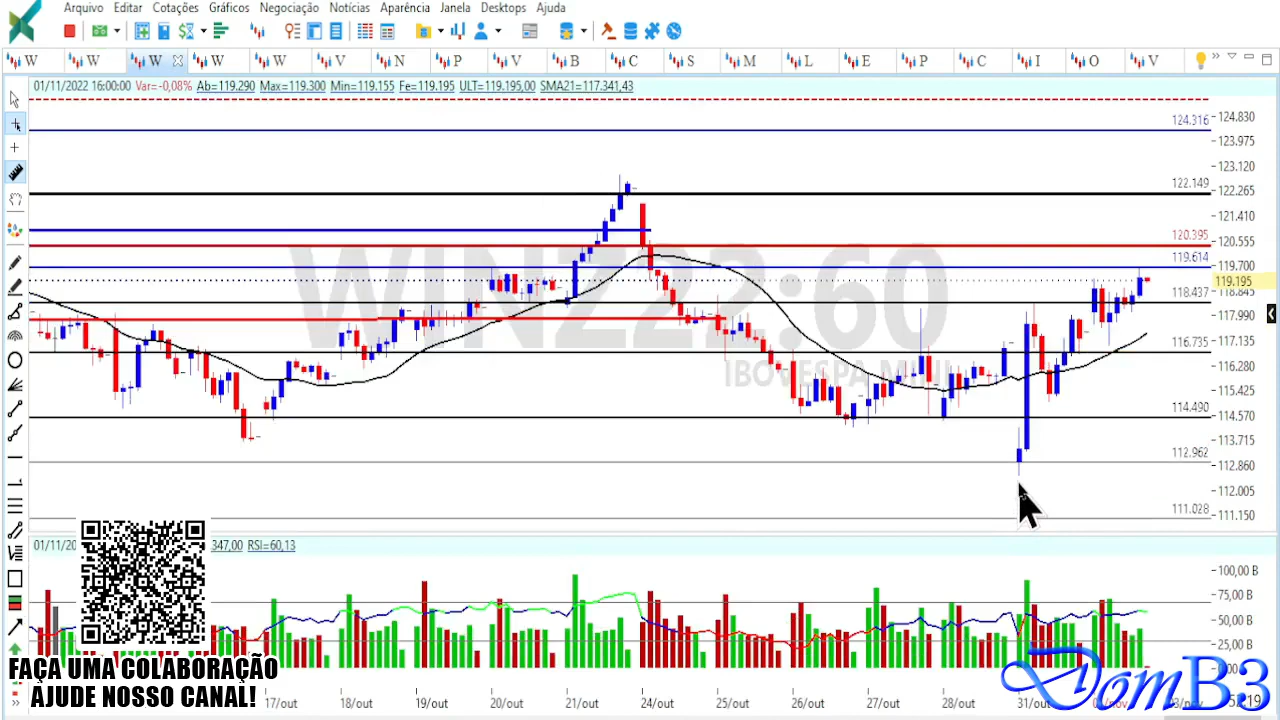 Arquivo Editar Cotações Gráficos Negociação Notícias Aparência Janela Desktops Ajuda
W W W W W V N P V B C S M L E P C I O V
01/11/2022 16:00:00 Var=-0,08% Ab=119.290 Max=119.300 Min=119.155 Fe=119.195 ULT=119.195,00 SMA21=117.341,43
124.316
122.149
120.395
119.614
118.437
116.735
114.490
112.962
111.028
124.830
123.975
123.120
122.265
121.410
120.555
119.700
119.195
118.845
117.990
117.135
116.280
115.425
114.570
113.715
112.860
112.005
111.150
WINZ22:60
IBOVESPA MINI
347,00 RSI=60,13
100,00 B
75,00 B
50,00 B
25,00 B
FAÇA UMA COLABORAÇÃO
AJUDE NOSSO CANAL!
17/out 18/out 19/out 20/out 21/out 24/out 25/out 26/out 27/out 28/out
DomB3